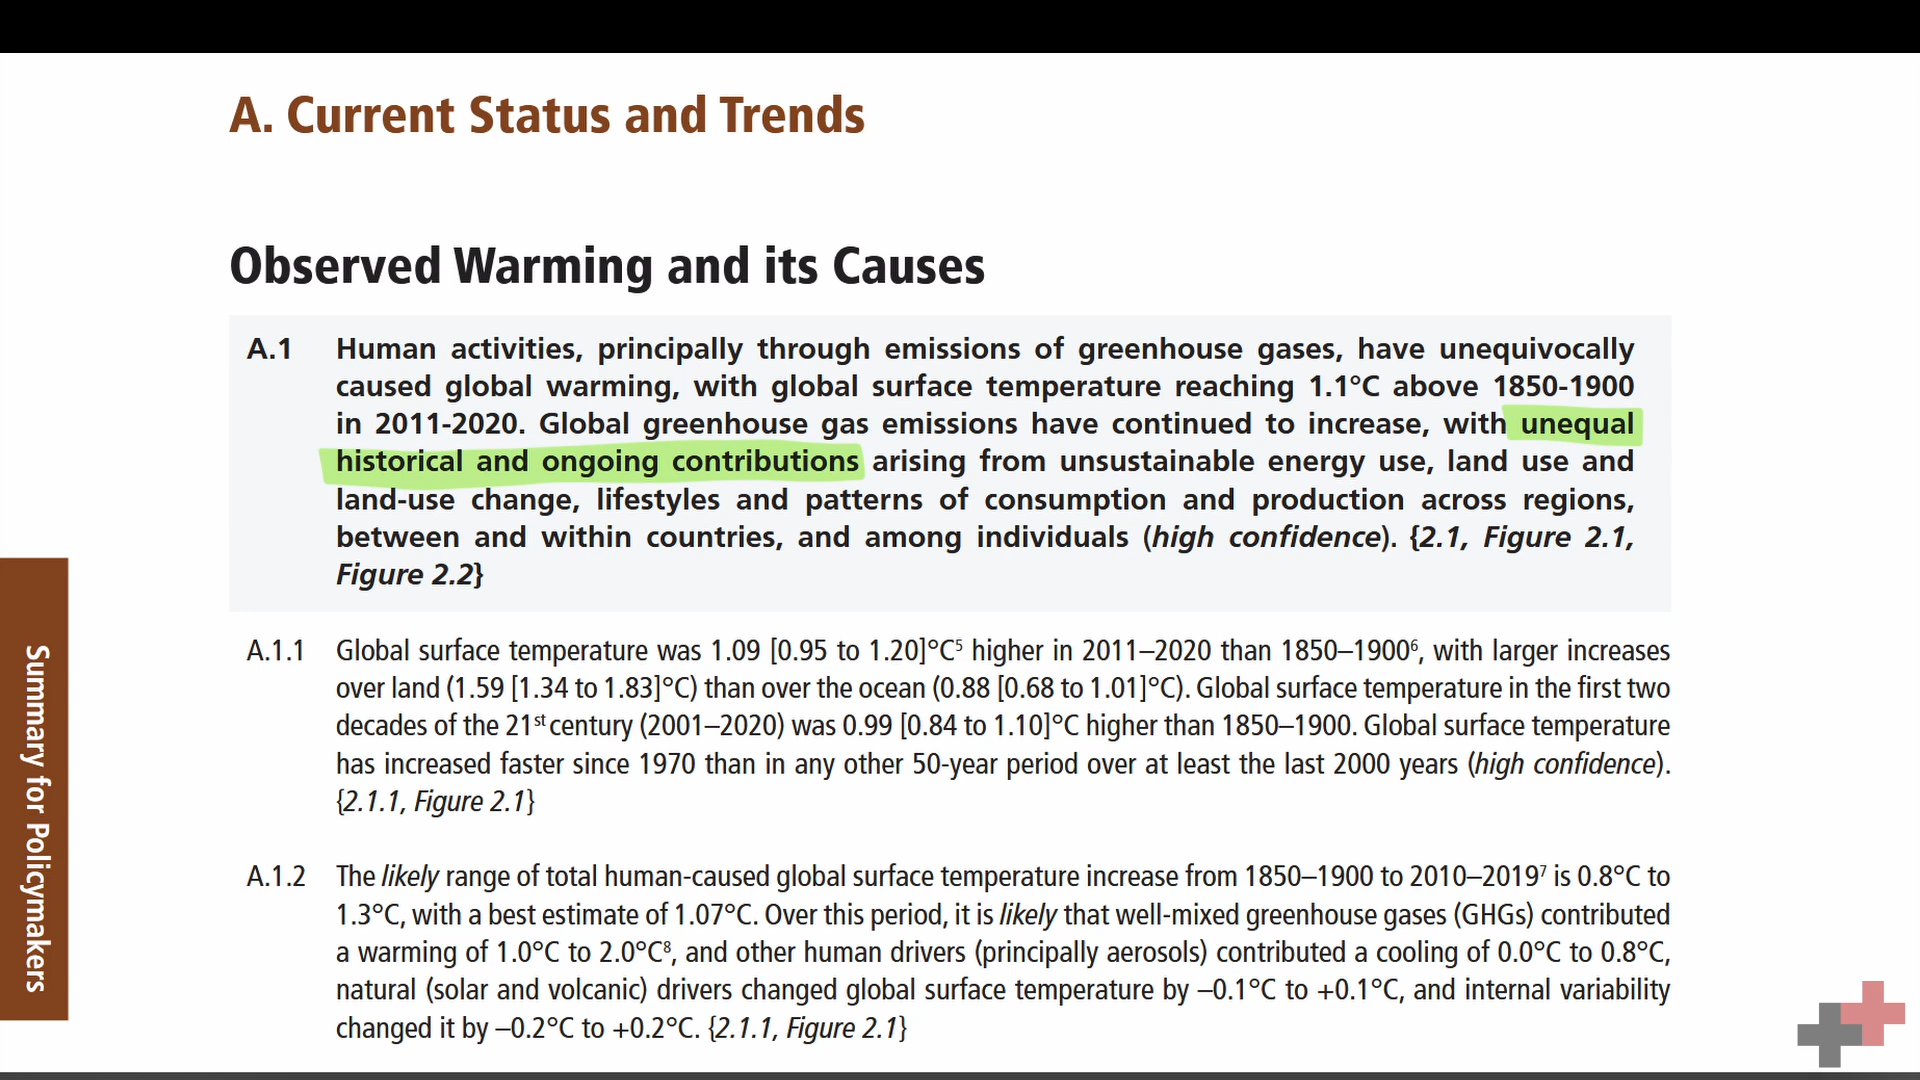 A. Current Status and Trends
Observed Warming and its Causes
A.1 Human activities, principally through emissions of greenhouse gases, have unequivocally
caused global warming, with global surface temperature reaching 1.1°C above 1850-1900
in 2011-2020. Global greenhouse gas emissions have continued to increase, with unequal
historical and ongoing contributions arising from unsustainable energy use, land use and
land-use change, lifestyles and patterns of consumption and production across regions,
between and within countries, and among individuals (high confidence). {2.1, Figure 2.1,
Figure 2.2}
A.1.1 Global surface temperature was 1.09 [0.95 to 1.20]°C⁵ higher in 2011–2020 than 1850–1900⁶, with larger increases
over land (1.59 [1.34 to 1.83]°C) than over the ocean (0.88 [0.68 to 1.01]°C). Global surface temperature in the first two
decades of the 21st century (2001–2020) was 0.99 [0.84 to 1.10]°C higher than 1850–1900. Global surface temperature
has increased faster since 1970 than in any other 50-year period over at least the last 2000 years (high confidence).
{2.1.1, Figure 2.1}
A.1.2 The likely range of total human-caused global surface temperature increase from 1850–1900 to 2010–2019⁷ is 0.8°C to
1.3°C, with a best estimate of 1.07°C. Over this period, it is likely that well-mixed greenhouse gases (GHGs) contributed
a warming of 1.0°C to 2.0°C⁸, and other human drivers (principally aerosols) contributed a cooling of 0.0°C to 0.8°C,
natural (solar and volcanic) drivers changed global surface temperature by –0.1°C to +0.1°C, and internal variability
changed it by –0.2°C to +0.2°C. {2.1.1, Figure 2.1}
Summary for Policymakers